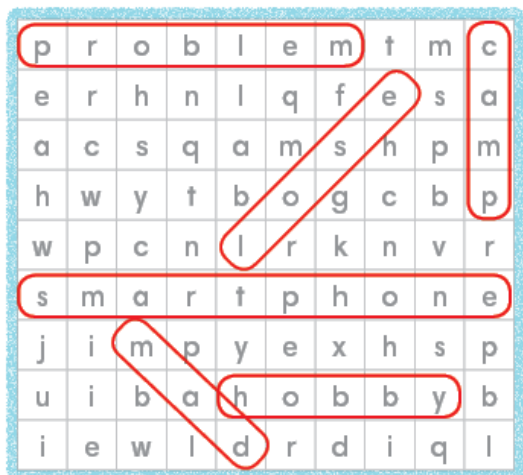 p r o b l e m t m c
e r h n l q f e s a
a c s q a m s h p m
h w y t b o g c b p
w p c n l r k n v r
s m a r t p h o n e
j i m p y e x h s p
u i b a h o b b y b
i e w l d r d i q l